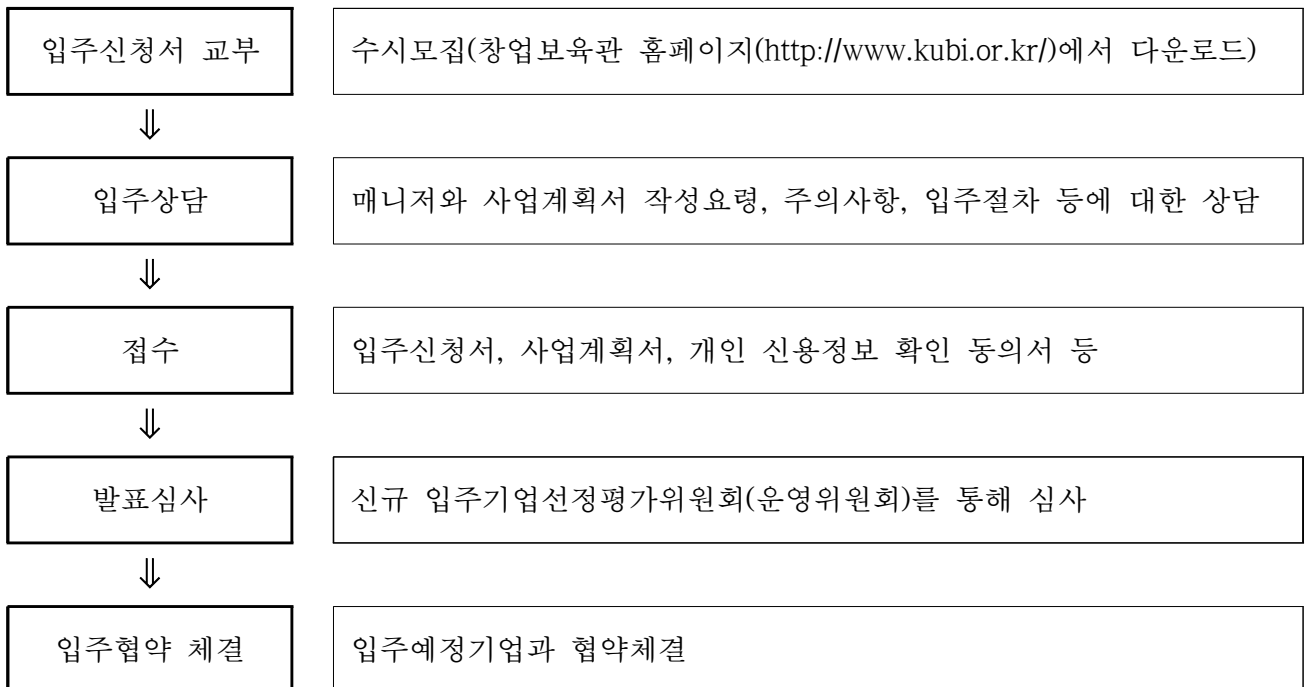 입주신청서 교부
수시모집(창업보육관 홈페이지(http://www.kubi.or.kr/)에서 다운로드)
⇓
입주상담
매니저와 사업계획서 작성요령, 주의사항, 입주절차 등에 대한 상담
⇓
접수
입주신청서, 사업계획서, 개인 신용정보 확인 동의서 등
⇓
발표심사
신규 입주기업선정평가위원회(운영위원회)를 통해 심사
⇓
입주협약 체결
입주예정기업과 협약체결